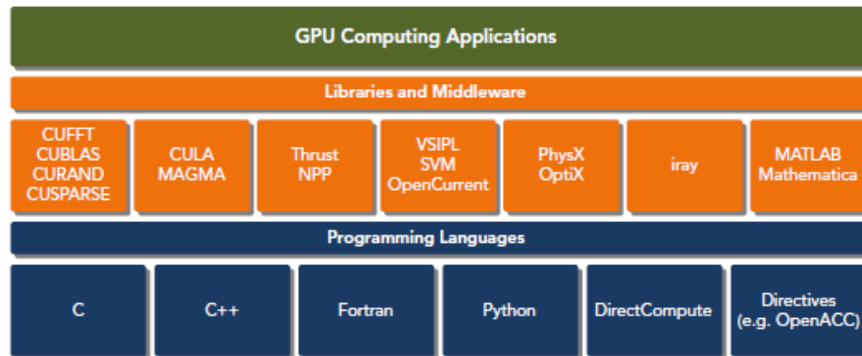 GPU Computing Applications
Libraries and Middleware
CUFFT
CUBLAS
CURAND
CUSPARSE
CULA
MAGMA
Thrust
NPP
VSIPL
SVM
OpenCurrent
PhysX
OptiX
iray
MATLAB
Mathematica
Programming Languages
C
C++
Fortran
Python
DirectCompute
Directives
(e.g. OpenACC)